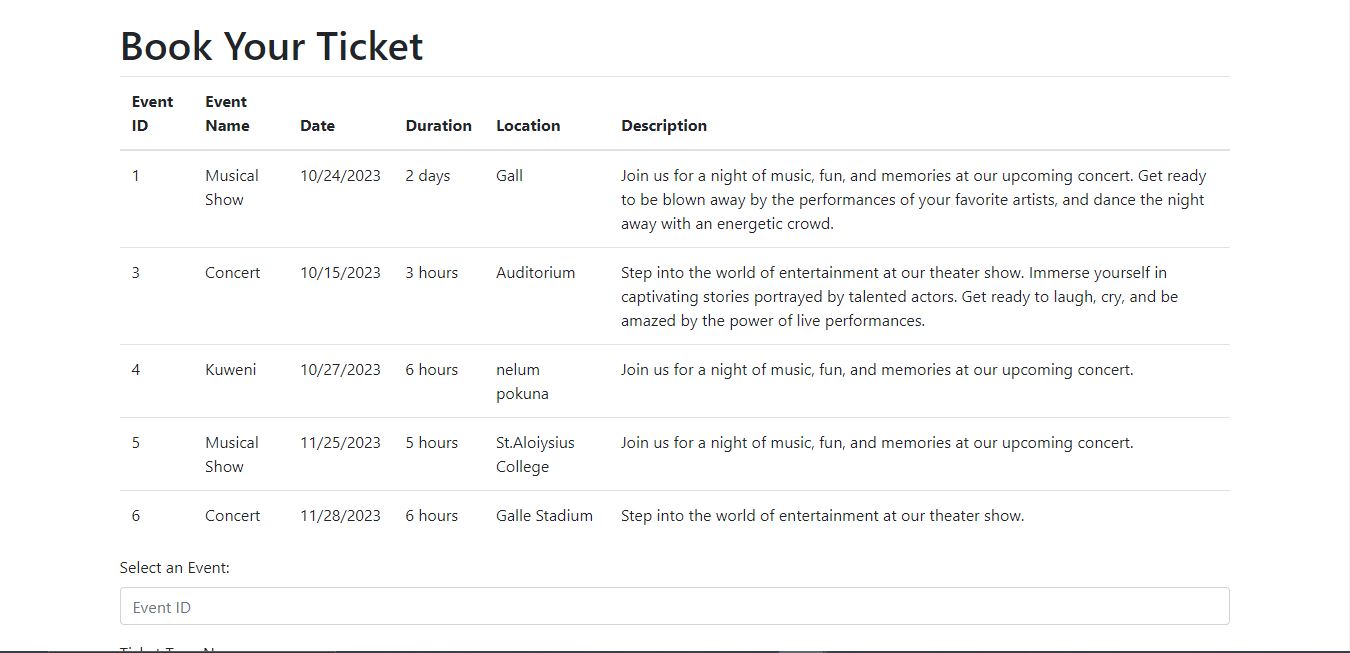 Book Your Ticket
Event ID Event Name Date Duration Location Description
1 Musical Show 10/24/2023 2 days Gall Join us for a night of music, fun, and memories at our upcoming concert. Get ready
to be blown away by the performances of your favorite artists, and dance the night
away with an energetic crowd.
3 Concert 10/15/2023 3 hours Auditorium Step into the world of entertainment at our theater show. Immerse yourself in
captivating stories portrayed by talented actors. Get ready to laugh, cry, and be
amazed by the power of live performances.
4 Kuweni 10/27/2023 6 hours nelum pokuna Join us for a night of music, fun, and memories at our upcoming concert.
5 Musical Show 11/25/2023 5 hours St.Aloiysius College Join us for a night of music, fun, and memories at our upcoming concert.
6 Concert 11/28/2023 6 hours Galle Stadium Step into the world of entertainment at our theater show.
Select an Event:
Event ID